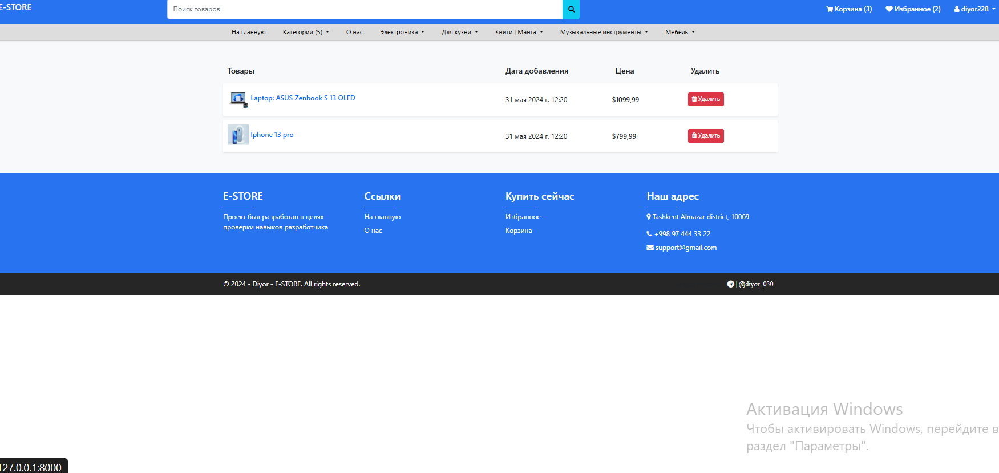 E-STORE
Поиск товаров
Корзина (3) Избранное (2) diyor228
На главную Категории (5) О нас Электроника Для кухни Книги | Манга Музыкальные инструменты Мебель
Товары Дата добавления Цена Удалить
Laptop: ASUS Zenbook S 13 OLED 31 мая 2024 г. 12:20 $1099,99 Удалить
Iphone 13 pro 31 мая 2024 г. 12:20 $799,99 Удалить
E-STORE Ссылки Купить сейчас Наш адрес
Проект был разработан в целях На главную Избранное Tashkent Almazar district, 10069
проверки навыков разработчика О нас Корзина +998 97 444 33 22
support@gmail.com
© 2024 - Diyor - E-STORE. All rights reserved. | @diyor_030
Активация Windows
Чтобы активировать Windows, перейдите в
раздел "Параметры".
127.0.0.1:8000